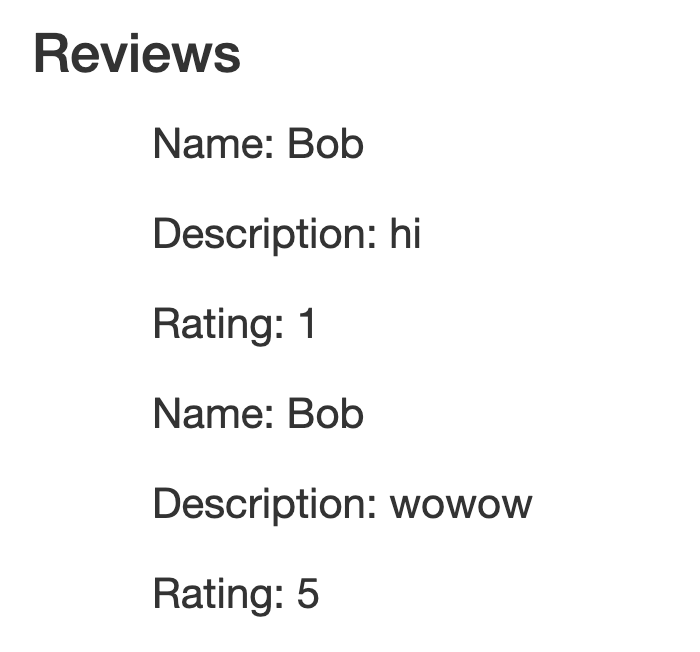 Reviews
Name: Bob
Description: hi
Rating: 1
Name: Bob
Description: wowow
Rating: 5